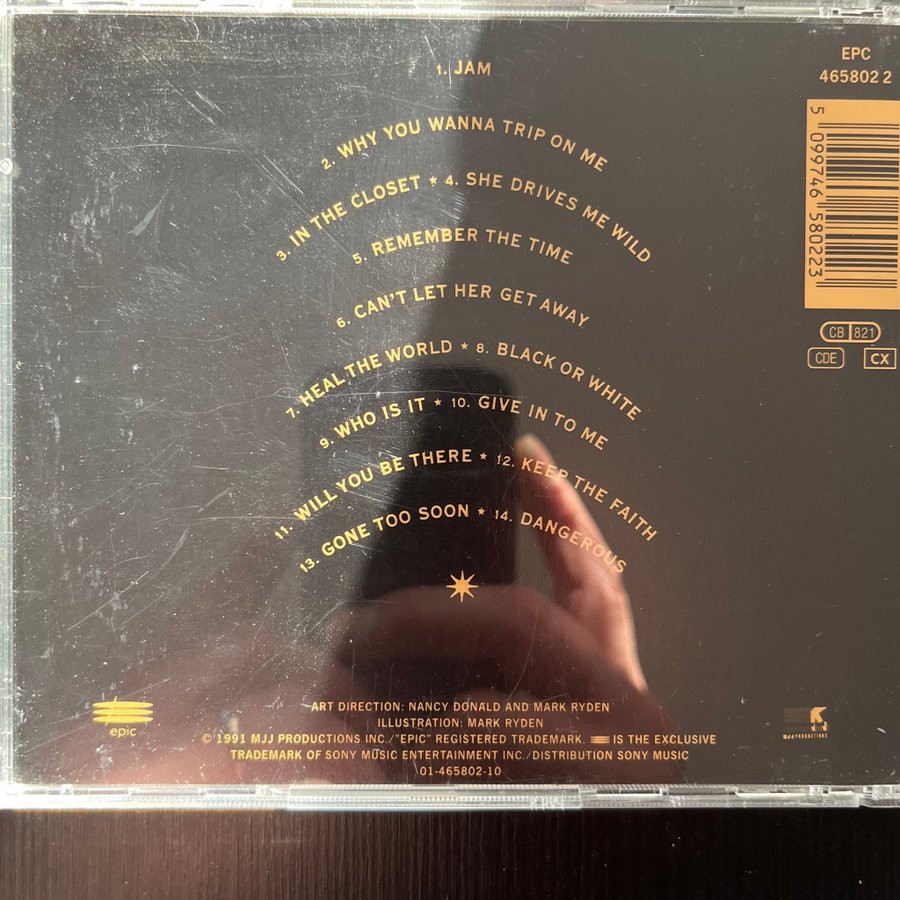 1. JAM
2. WHY YOU WANNA TRIP ON ME
3. IN THE CLOSET ★ 4. SHE DRIVES ME WILD
5. REMEMBER THE TIME
6. CAN'T LET HER GET AWAY
7. HEAL THE WORLD ★ 8. BLACK OR WHITE
9. WHO IS IT ★ 10. GIVE IN TO ME
11. WILL YOU BE THERE ★ 12. KEEP THE FAITH
13. GONE TOO SOON ★ 14. DANGEROUS
EPC
465802 2
5 099746 580223
CB 821
CDE CX
epic
ART DIRECTION: NANCY DONALD AND MARK RYDEN
ILLUSTRATION: MARK RYDEN
© 1991 MJJ PRODUCTIONS INC./"EPIC" REGISTERED TRADEMARK. IS THE EXCLUSIVE
TRADEMARK OF SONY MUSIC ENTERTAINMENT INC./DISTRIBUTION SONY MUSIC
01-465802-10
MJJ PRODUCTIONS